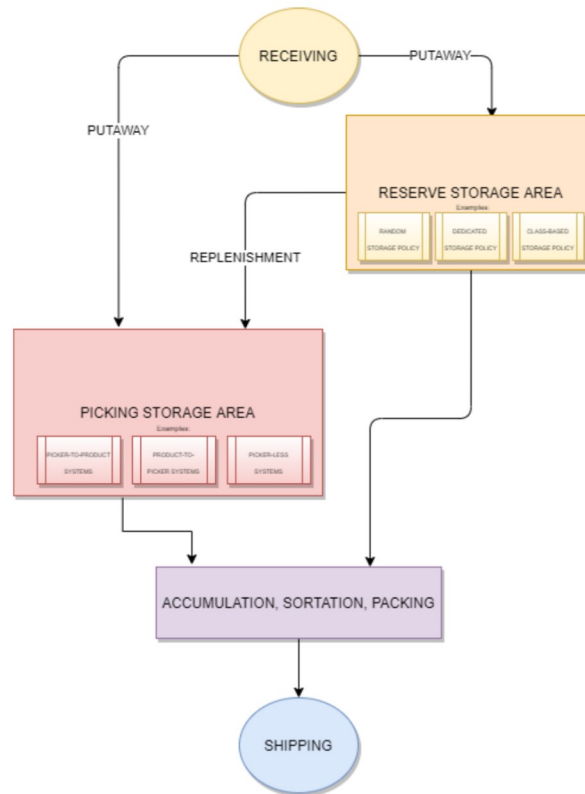 RECEIVING
PUTAWAY
PUTAWAY
RESERVE STORAGE AREA
Examples:
RANDOM
STORAGE POLICY
DEDICATED
STORAGE POLICY
CLASS-BASED
STORAGE POLICY
REPLENISHMENT
PICKING STORAGE AREA
Examples:
PICKER-TO-PRODUCT
SYSTEMS
PRODUCT-TO-
PICKER SYSTEMS
PICKER-LESS
SYSTEMS
ACCUMULATION, SORTATION, PACKING
SHIPPING